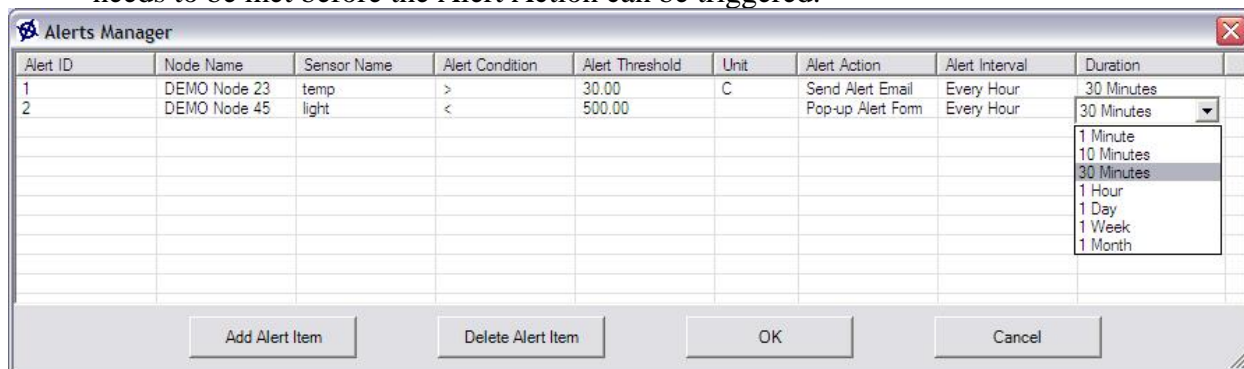 needs to be met before the Alert Action can be triggered.
Alerts Manager
Alert ID Node Name Sensor Name Alert Condition Alert Threshold Unit Alert Action Alert Interval Duration
1 DEMO Node 23 temp > 30.00 C Send Alert Email Every Hour 30 Minutes
2 DEMO Node 45 light < 500.00 Pop-up Alert Form Every Hour 30 Minutes
1 Minute
10 Minutes
30 Minutes
1 Hour
1 Day
1 Week
1 Month
Add Alert Item Delete Alert Item OK Cancel